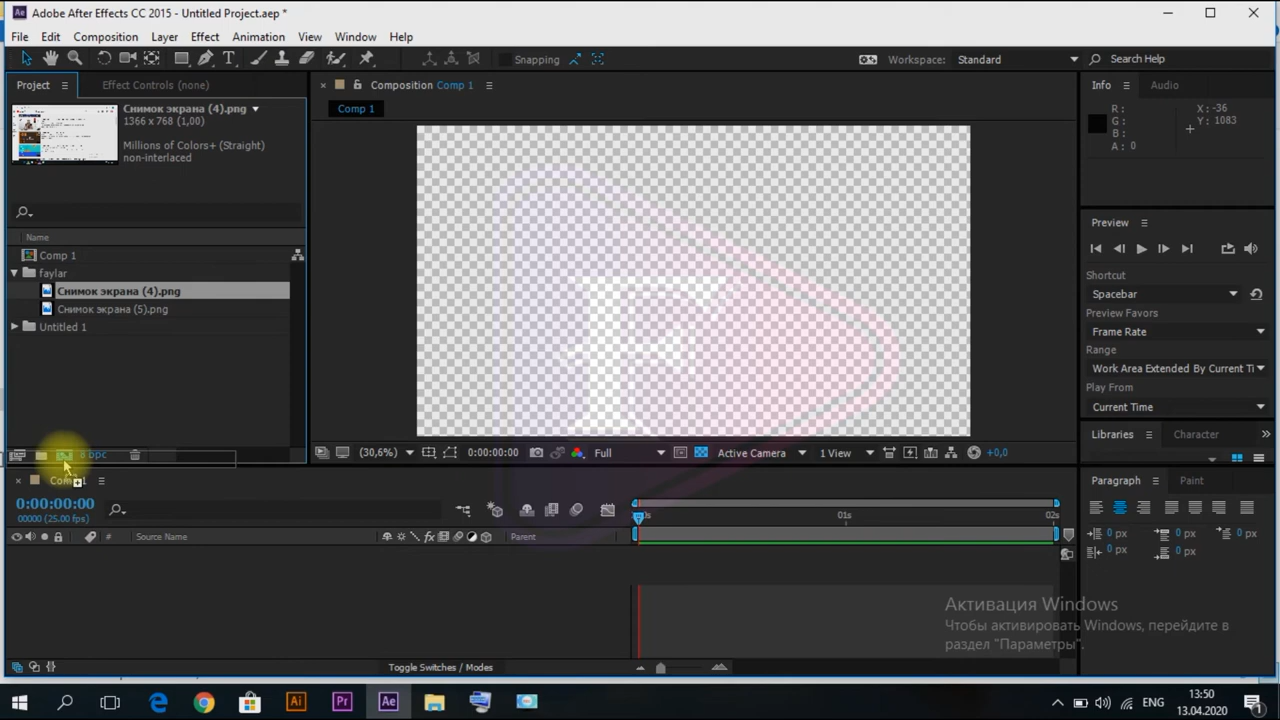 Adobe After Effects CC 2015 - Untitled Project.aep *
File Edit Composition Layer Effect Animation View Window Help
Snapping
Workspace: Standard
Search Help
Project
Effect Controls (none)
Composition Comp 1
Info
Audio
Снимок экрана (4).png
1366 x 768 (1,00)
Millions of Colors+ (Straight)
non-interlaced
Comp 1
R:
G:
B:
A: 0
X: -36
Y: 1083
Name
Comp 1
faylar
Снимок экрана (4).png
Снимок экрана (5).png
Untitled 1
Preview
Shortcut
Spacebar
Preview Favors
Frame Rate
Range
Work Area Extended By Current Ti
Play From
Current Time
Libraries
Character
8 bpc
(30,6%)
0:00:00:00
Full
Active Camera
1 View
+0,0
0:00:00:00
00000 (25.00 fps)
01s
02s
#
Source Name
fx
Parent
Paragraph
Paint
0 px
0 px
0 px
0 px
0 px
Активация Windows
Чтобы активировать Windows, перейдите в
раздел "Параметры".
Toggle Switches / Modes
Ai
Pr
Ae
ENG
13:50
13.04.2020
1